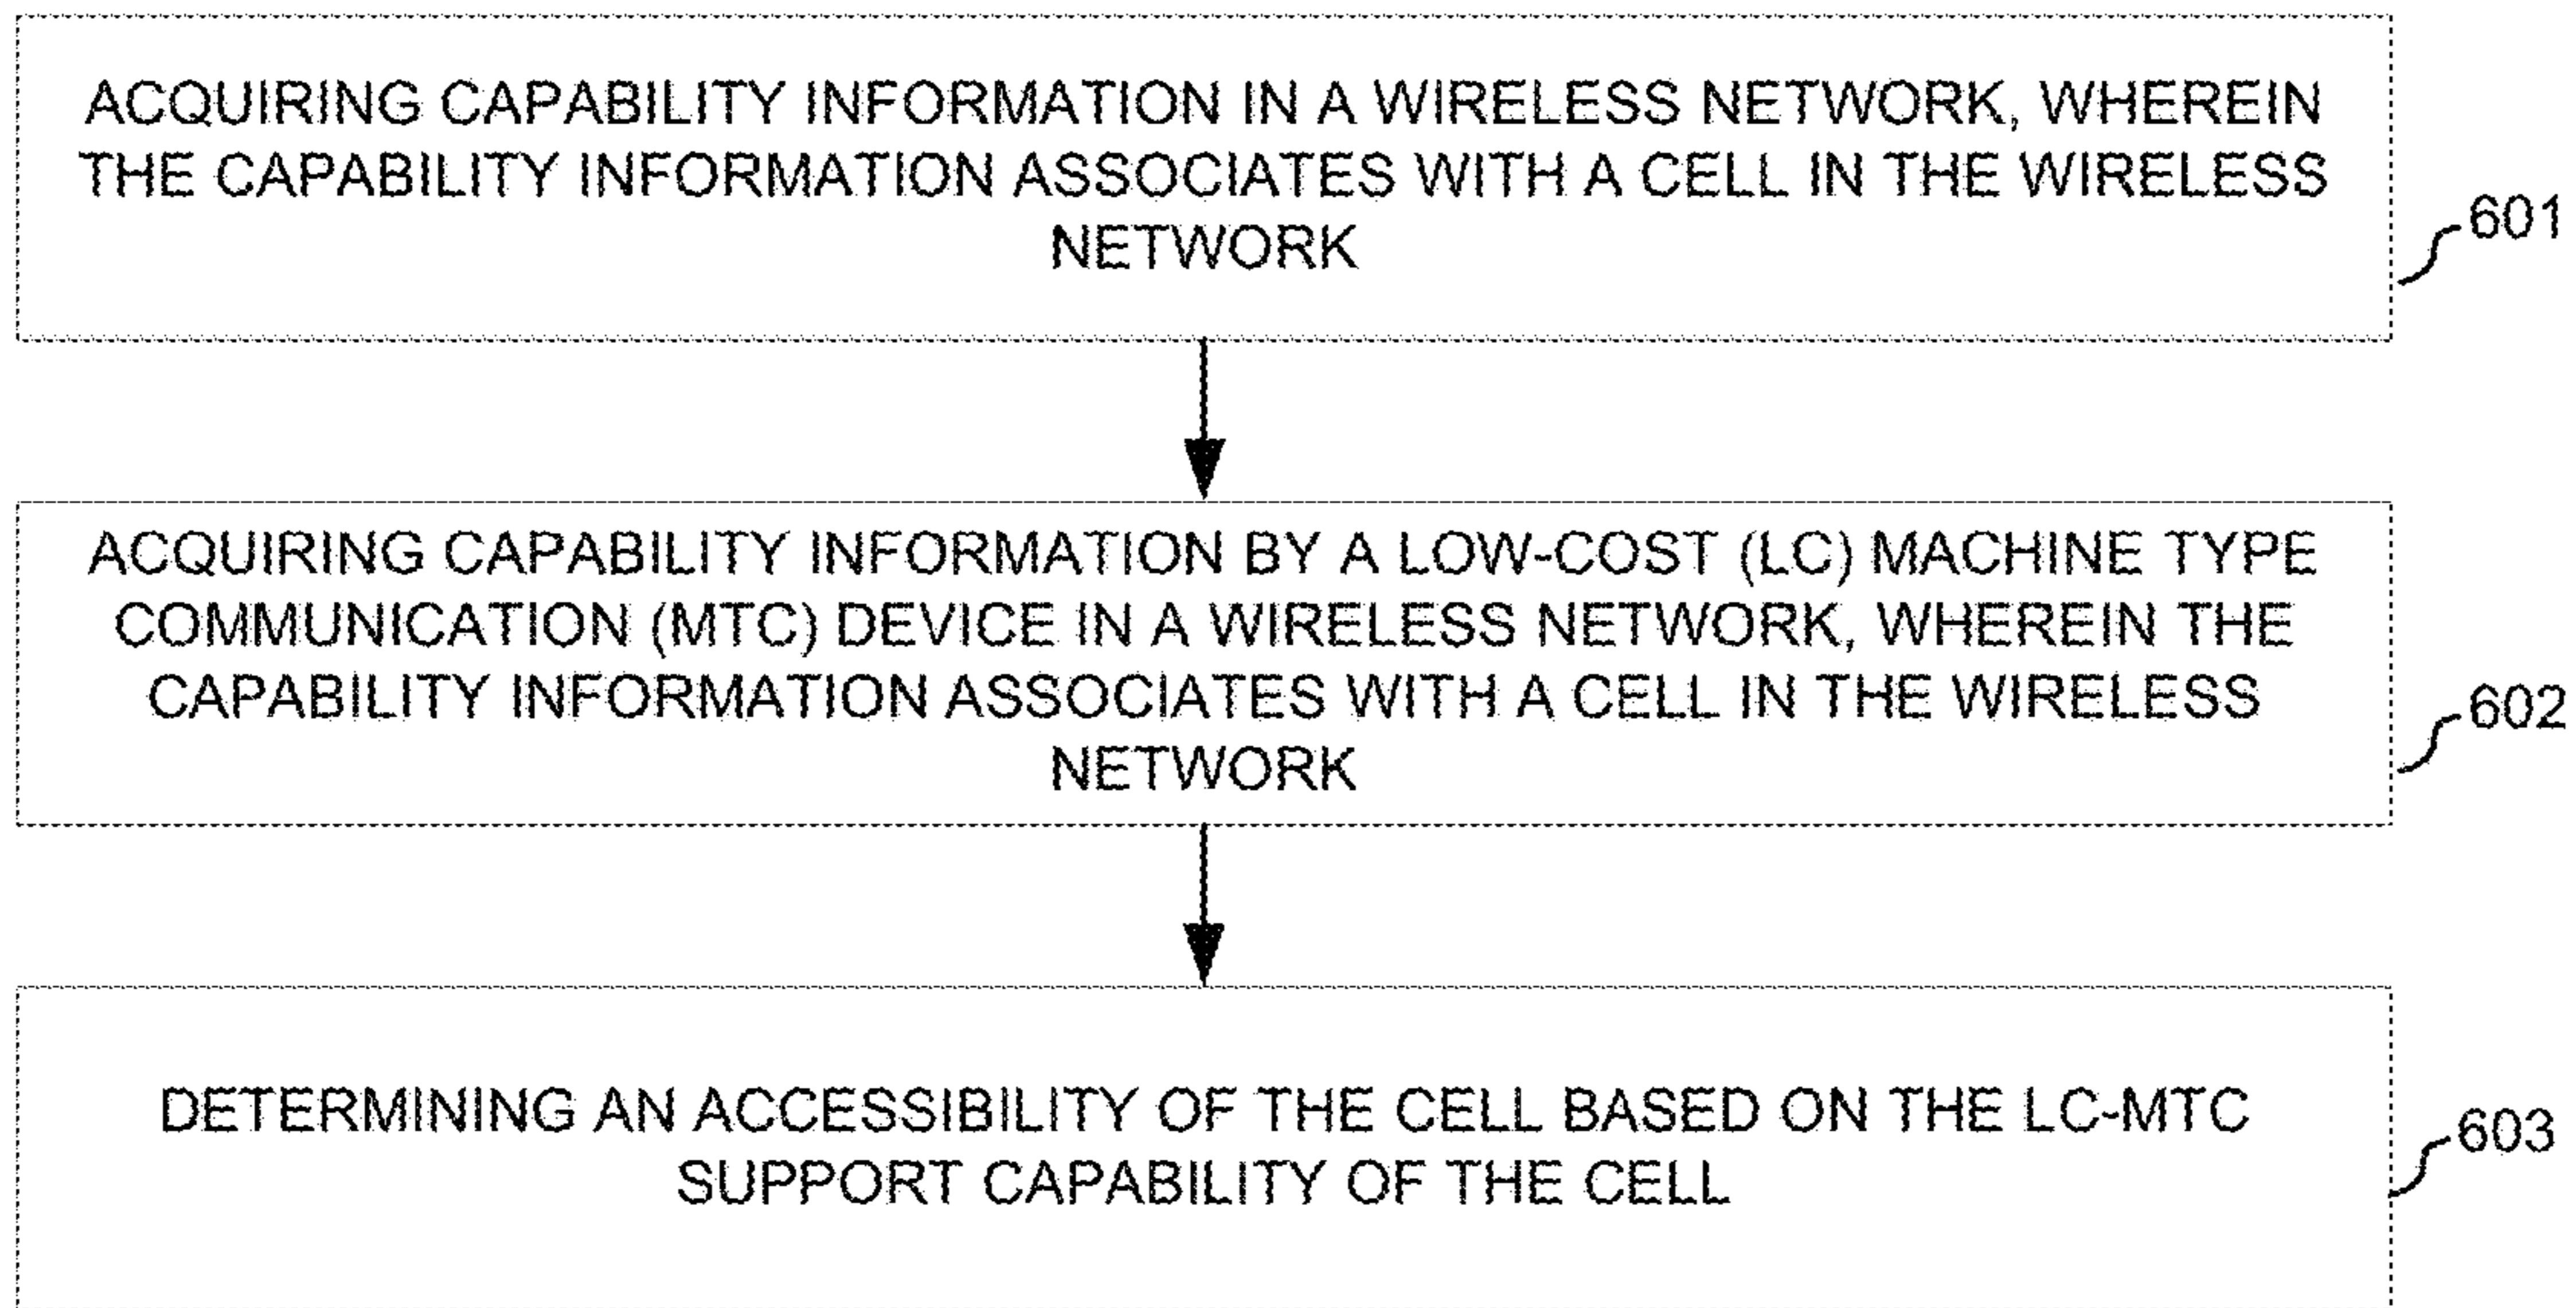 ACQUIRING CAPABILITY INFORMATION IN A WIRELESS NETWORK, WHEREIN
THE CAPABILITY INFORMATION ASSOCIATES WITH A CELL IN THE WIRELESS
NETWORK
601
ACQUIRING CAPABILITY INFORMATION BY A LOW-COST (LC) MACHINE TYPE
COMMUNICATION (MTC) DEVICE IN A WIRELESS NETWORK, WHEREIN THE
CAPABILITY INFORMATION ASSOCIATES WITH A CELL IN THE WIRELESS
NETWORK
602
DETERMINING AN ACCESSIBILITY OF THE CELL BASED ON THE LC-MTC
SUPPORT CAPABILITY OF THE CELL
603